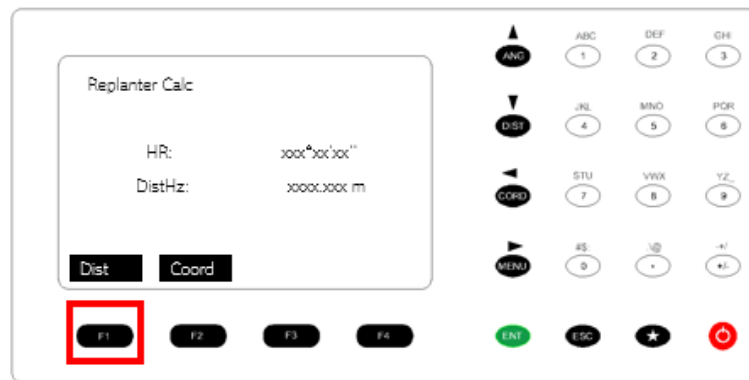 Replanter Calc
HR: xxx°xx'xx"
DistHz: xxxx.xxx m
Dist Coord
F1 F2 F3 F4
ANG ABC 1 DEF 2 GHI 3
DIST JKL 4 MNO 5 PQR 6
CORD STU 7 VWX 8 YZ_ 9
MENU #$: 0 .\@ . -+/ +/-
ENT ESC